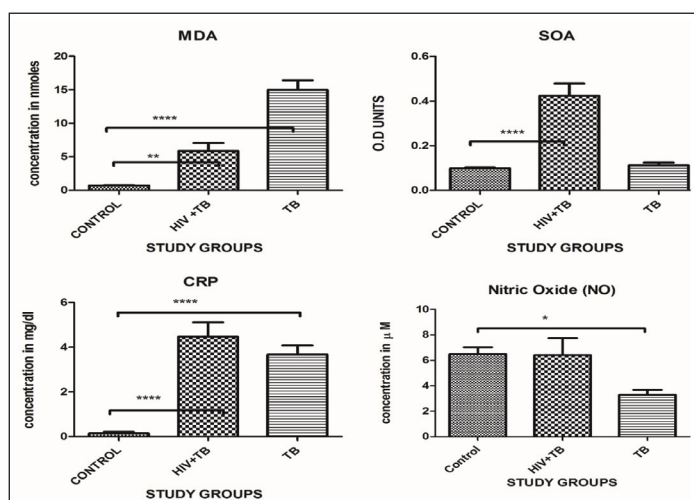 MDA
concentration in nmoles
20
15
10
5
0
****
**
CONTROL
HIV +TB
TB
STUDY GROUPS
SOA
O.D UNITS
0.6
0.4
0.2
0.0
****
CONTROL
HIV+TB
TB
STUDY GROUPS
CRP
concentration in mg/dl
6
4
2
0
****
****
CONTROL
HIV+TB
TB
STUDY GROUPS
Nitric Oxide (NO)
concentration in μ M
10
8
6
4
2
0
*
Control
HIV+TB
TB
STUDY GROUPS